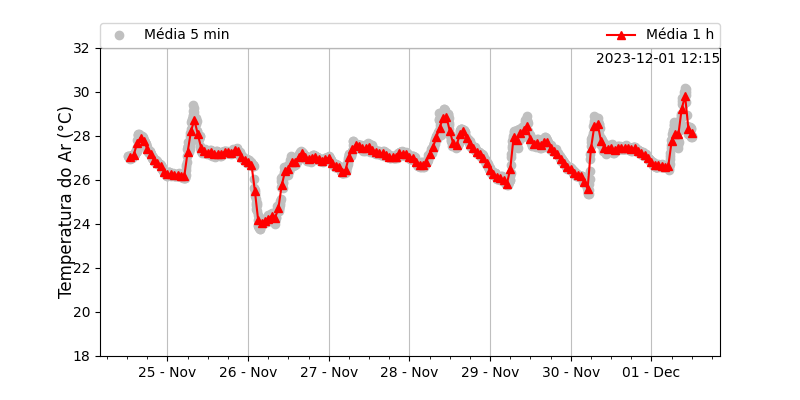 Média 5 min
Média 1 h
2023-12-01 12:15
Temperatura do Ar (°C)
32
30
28
26
24
22
20
18
25 - Nov
26 - Nov
27 - Nov
28 - Nov
29 - Nov
30 - Nov
01 - Dec